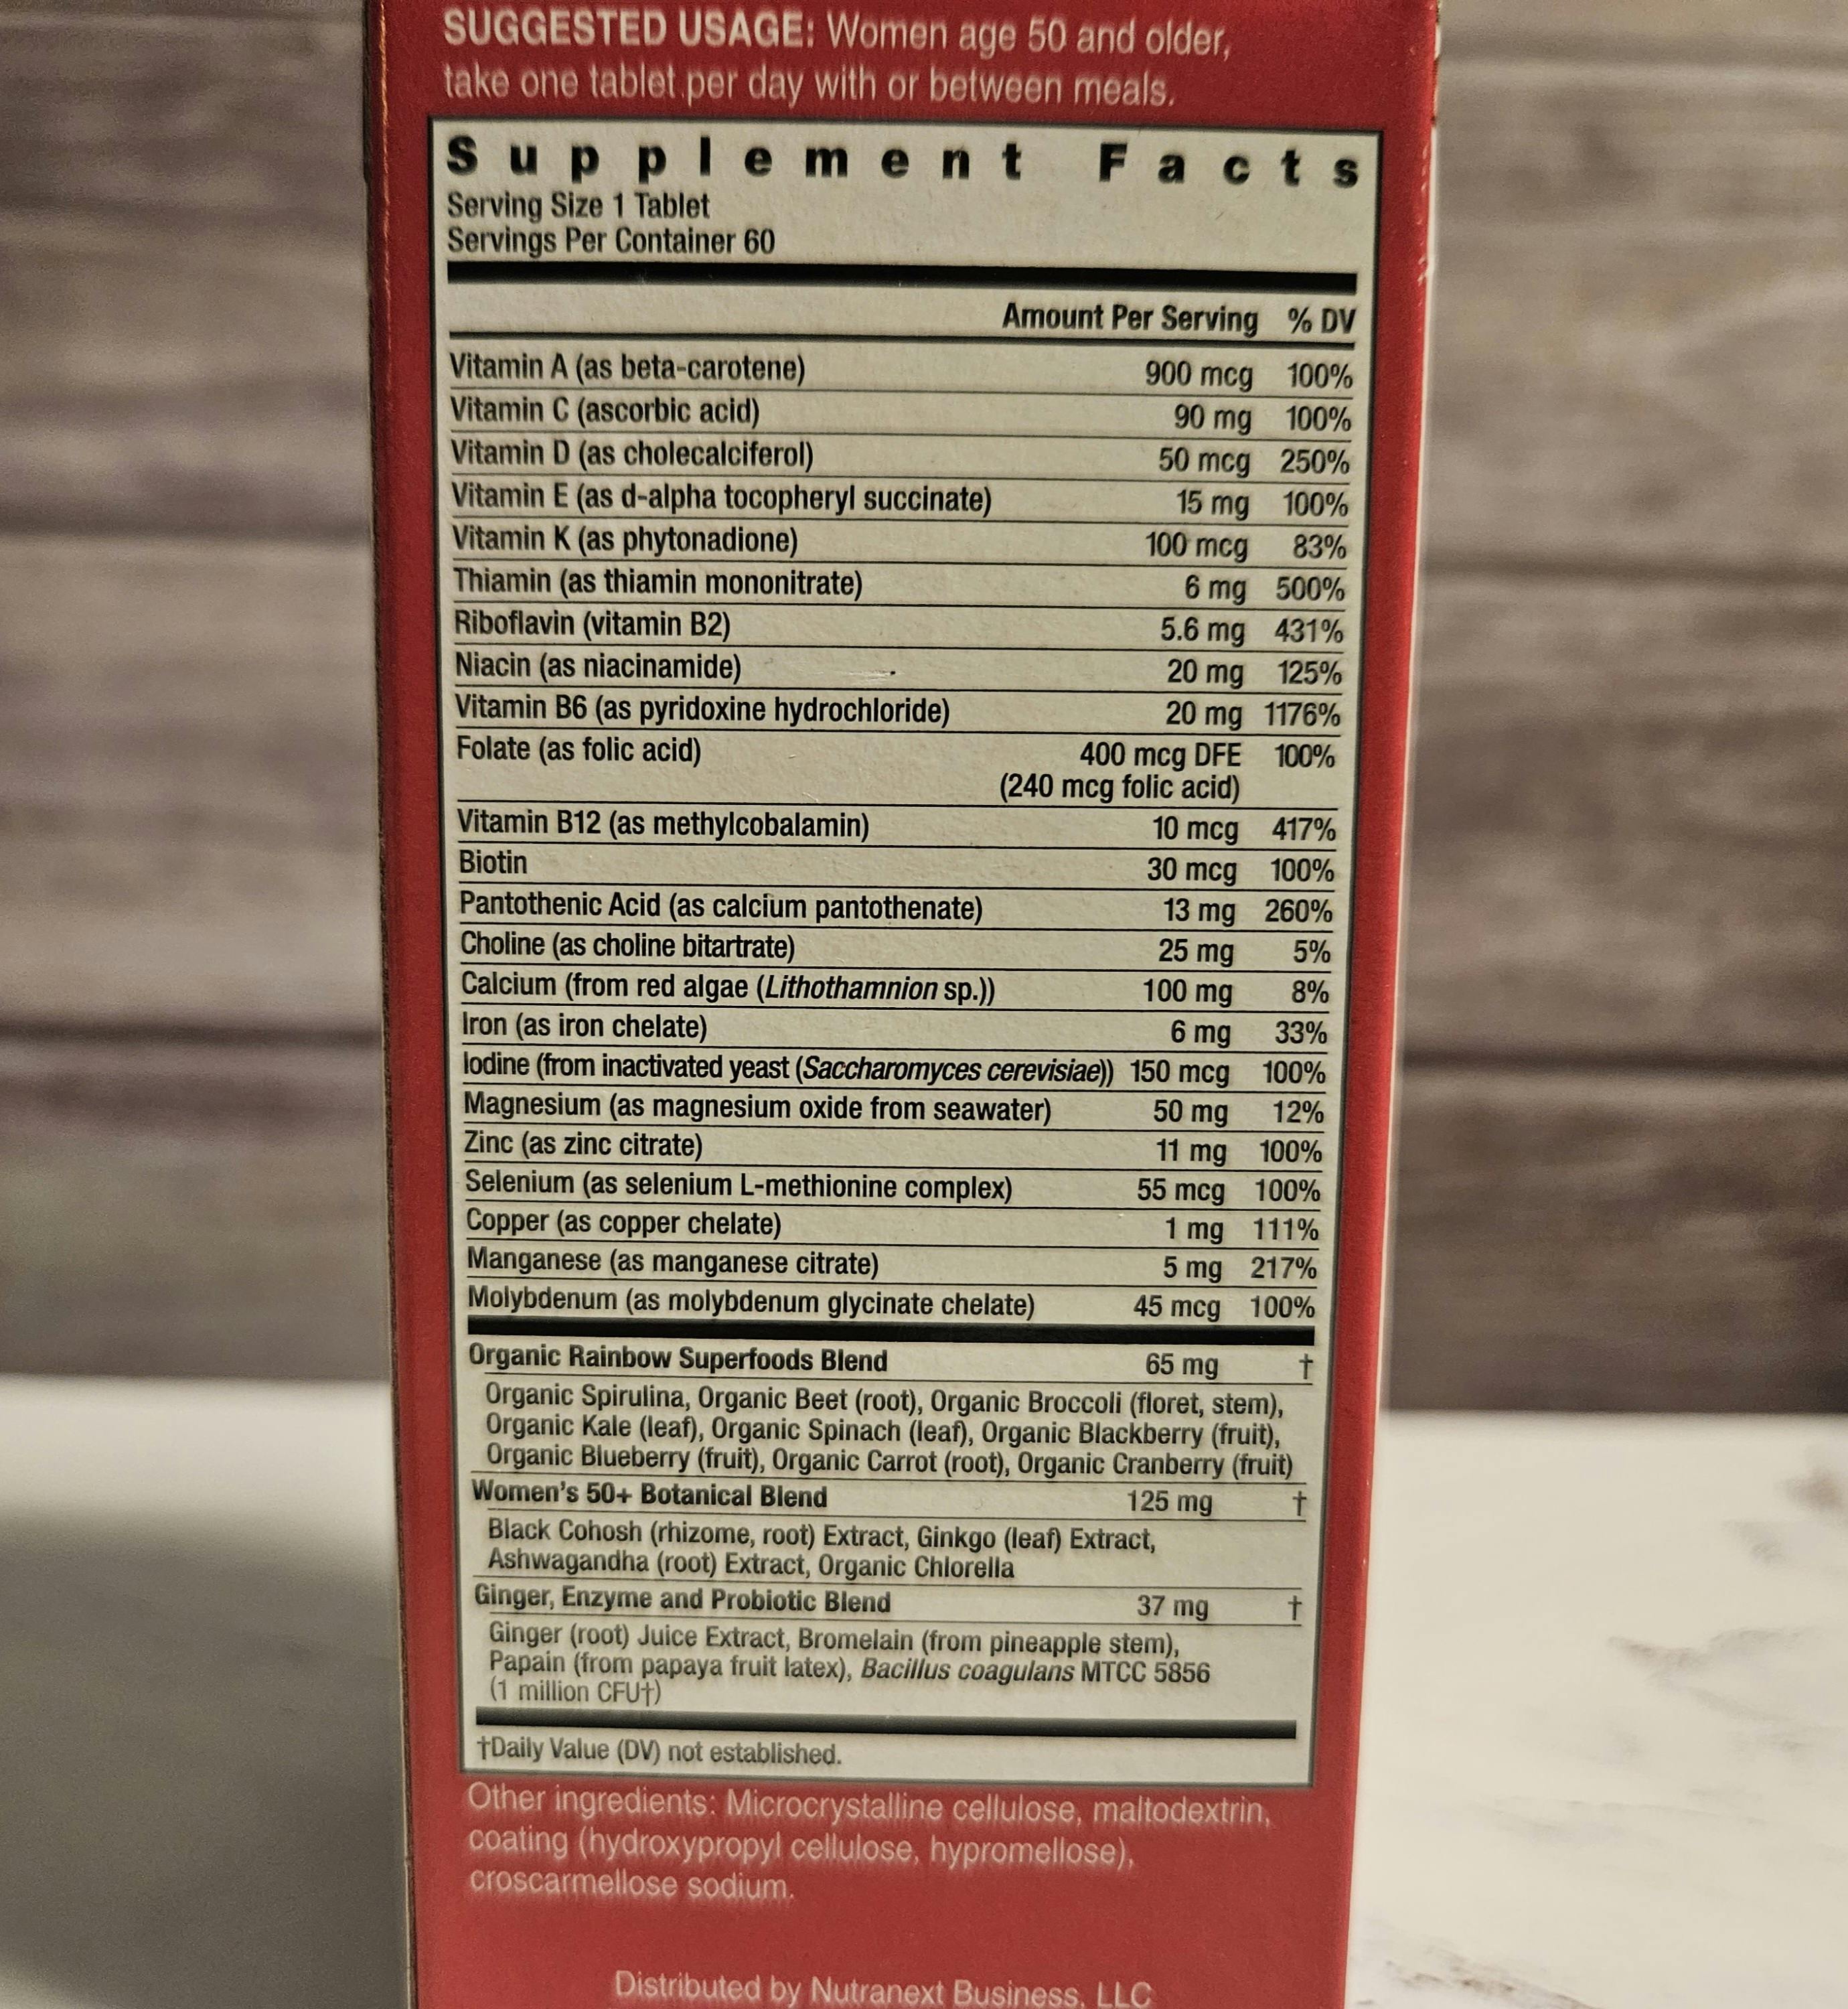 SUGGESTED USAGE: Women age 50 and older,
take one tablet per day with or between meals.
Supplement Facts
Serving Size 1 Tablet
Servings Per Container 60
Amount Per Serving % DV
Vitamin A (as beta-carotene) 900 mcg 100%
Vitamin C (ascorbic acid) 90 mg 100%
Vitamin D (as cholecalciferol) 50 mcg 250%
Vitamin E (as d-alpha tocopheryl succinate) 15 mg 100%
Vitamin K (as phytonadione) 100 mcg 83%
Thiamin (as thiamin mononitrate) 6 mg 500%
Riboflavin (vitamin B2) 5.6 mg 431%
Niacin (as niacinamide) 20 mg 125%
Vitamin B6 (as pyridoxine hydrochloride) 20 mg 1176%
Folate (as folic acid) 400 mcg DFE 100%
(240 mcg folic acid)
Vitamin B12 (as methylcobalamin) 10 mcg 417%
Biotin 30 mcg 100%
Pantothenic Acid (as calcium pantothenate) 13 mg 260%
Choline (as choline bitartrate) 25 mg 5%
Calcium (from red algae (Lithothamnion sp.)) 100 mg 8%
Iron (as iron chelate) 6 mg 33%
Iodine (from inactivated yeast (Saccharomyces cerevisiae)) 150 mcg 100%
Magnesium (as magnesium oxide from seawater) 50 mg 12%
Zinc (as zinc citrate) 11 mg 100%
Selenium (as selenium L-methionine complex) 55 mcg 100%
Copper (as copper chelate) 1 mg 111%
Manganese (as manganese citrate) 5 mg 217%
Molybdenum (as molybdenum glycinate chelate) 45 mcg 100%
Organic Rainbow Superfoods Blend 65 mg †
Organic Spirulina, Organic Beet (root), Organic Broccoli (floret, stem),
Organic Kale (leaf), Organic Spinach (leaf), Organic Blackberry (fruit),
Organic Blueberry (fruit), Organic Carrot (root), Organic Cranberry (fruit)
Women's 50+ Botanical Blend 125 mg †
Black Cohosh (rhizome, root) Extract, Ginkgo (leaf) Extract,
Ashwagandha (root) Extract, Organic Chlorella
Ginger, Enzyme and Probiotic Blend 37 mg †
Ginger (root) Juice Extract, Bromelain (from pineapple stem),
Papain (from papaya fruit latex), Bacillus coagulans MTCC 5856
(1 million CFU†)
†Daily Value (DV) not established.
Other ingredients: Microcrystalline cellulose, maltodextrin,
coating (hydroxypropyl cellulose, hypromellose),
croscarmellose sodium.
Distributed by Nutranext Business, LLC